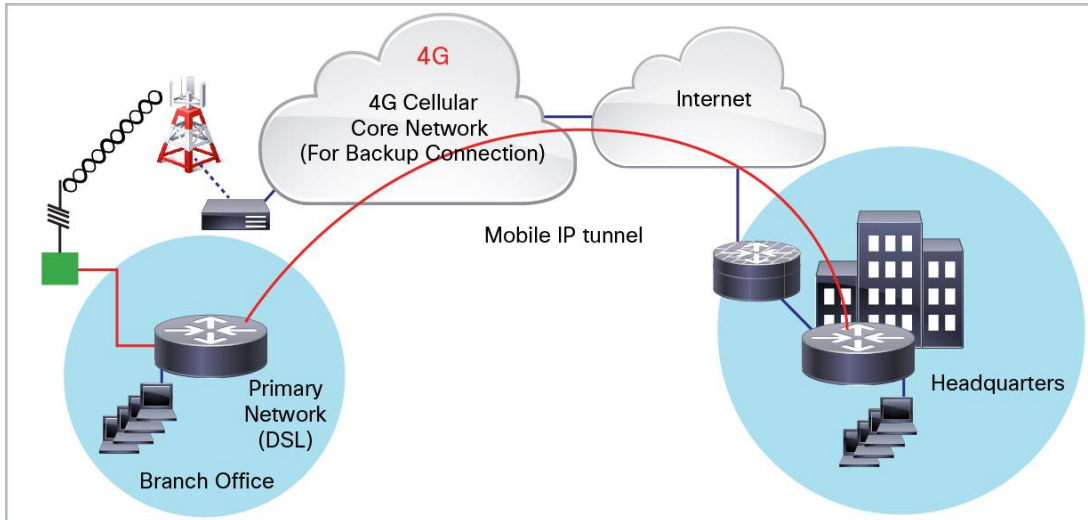 4G
4G Cellular
Core Network
(For Backup Connection)
Internet
Mobile IP tunnel
Primary
Network
(DSL)
Branch Office
Headquarters